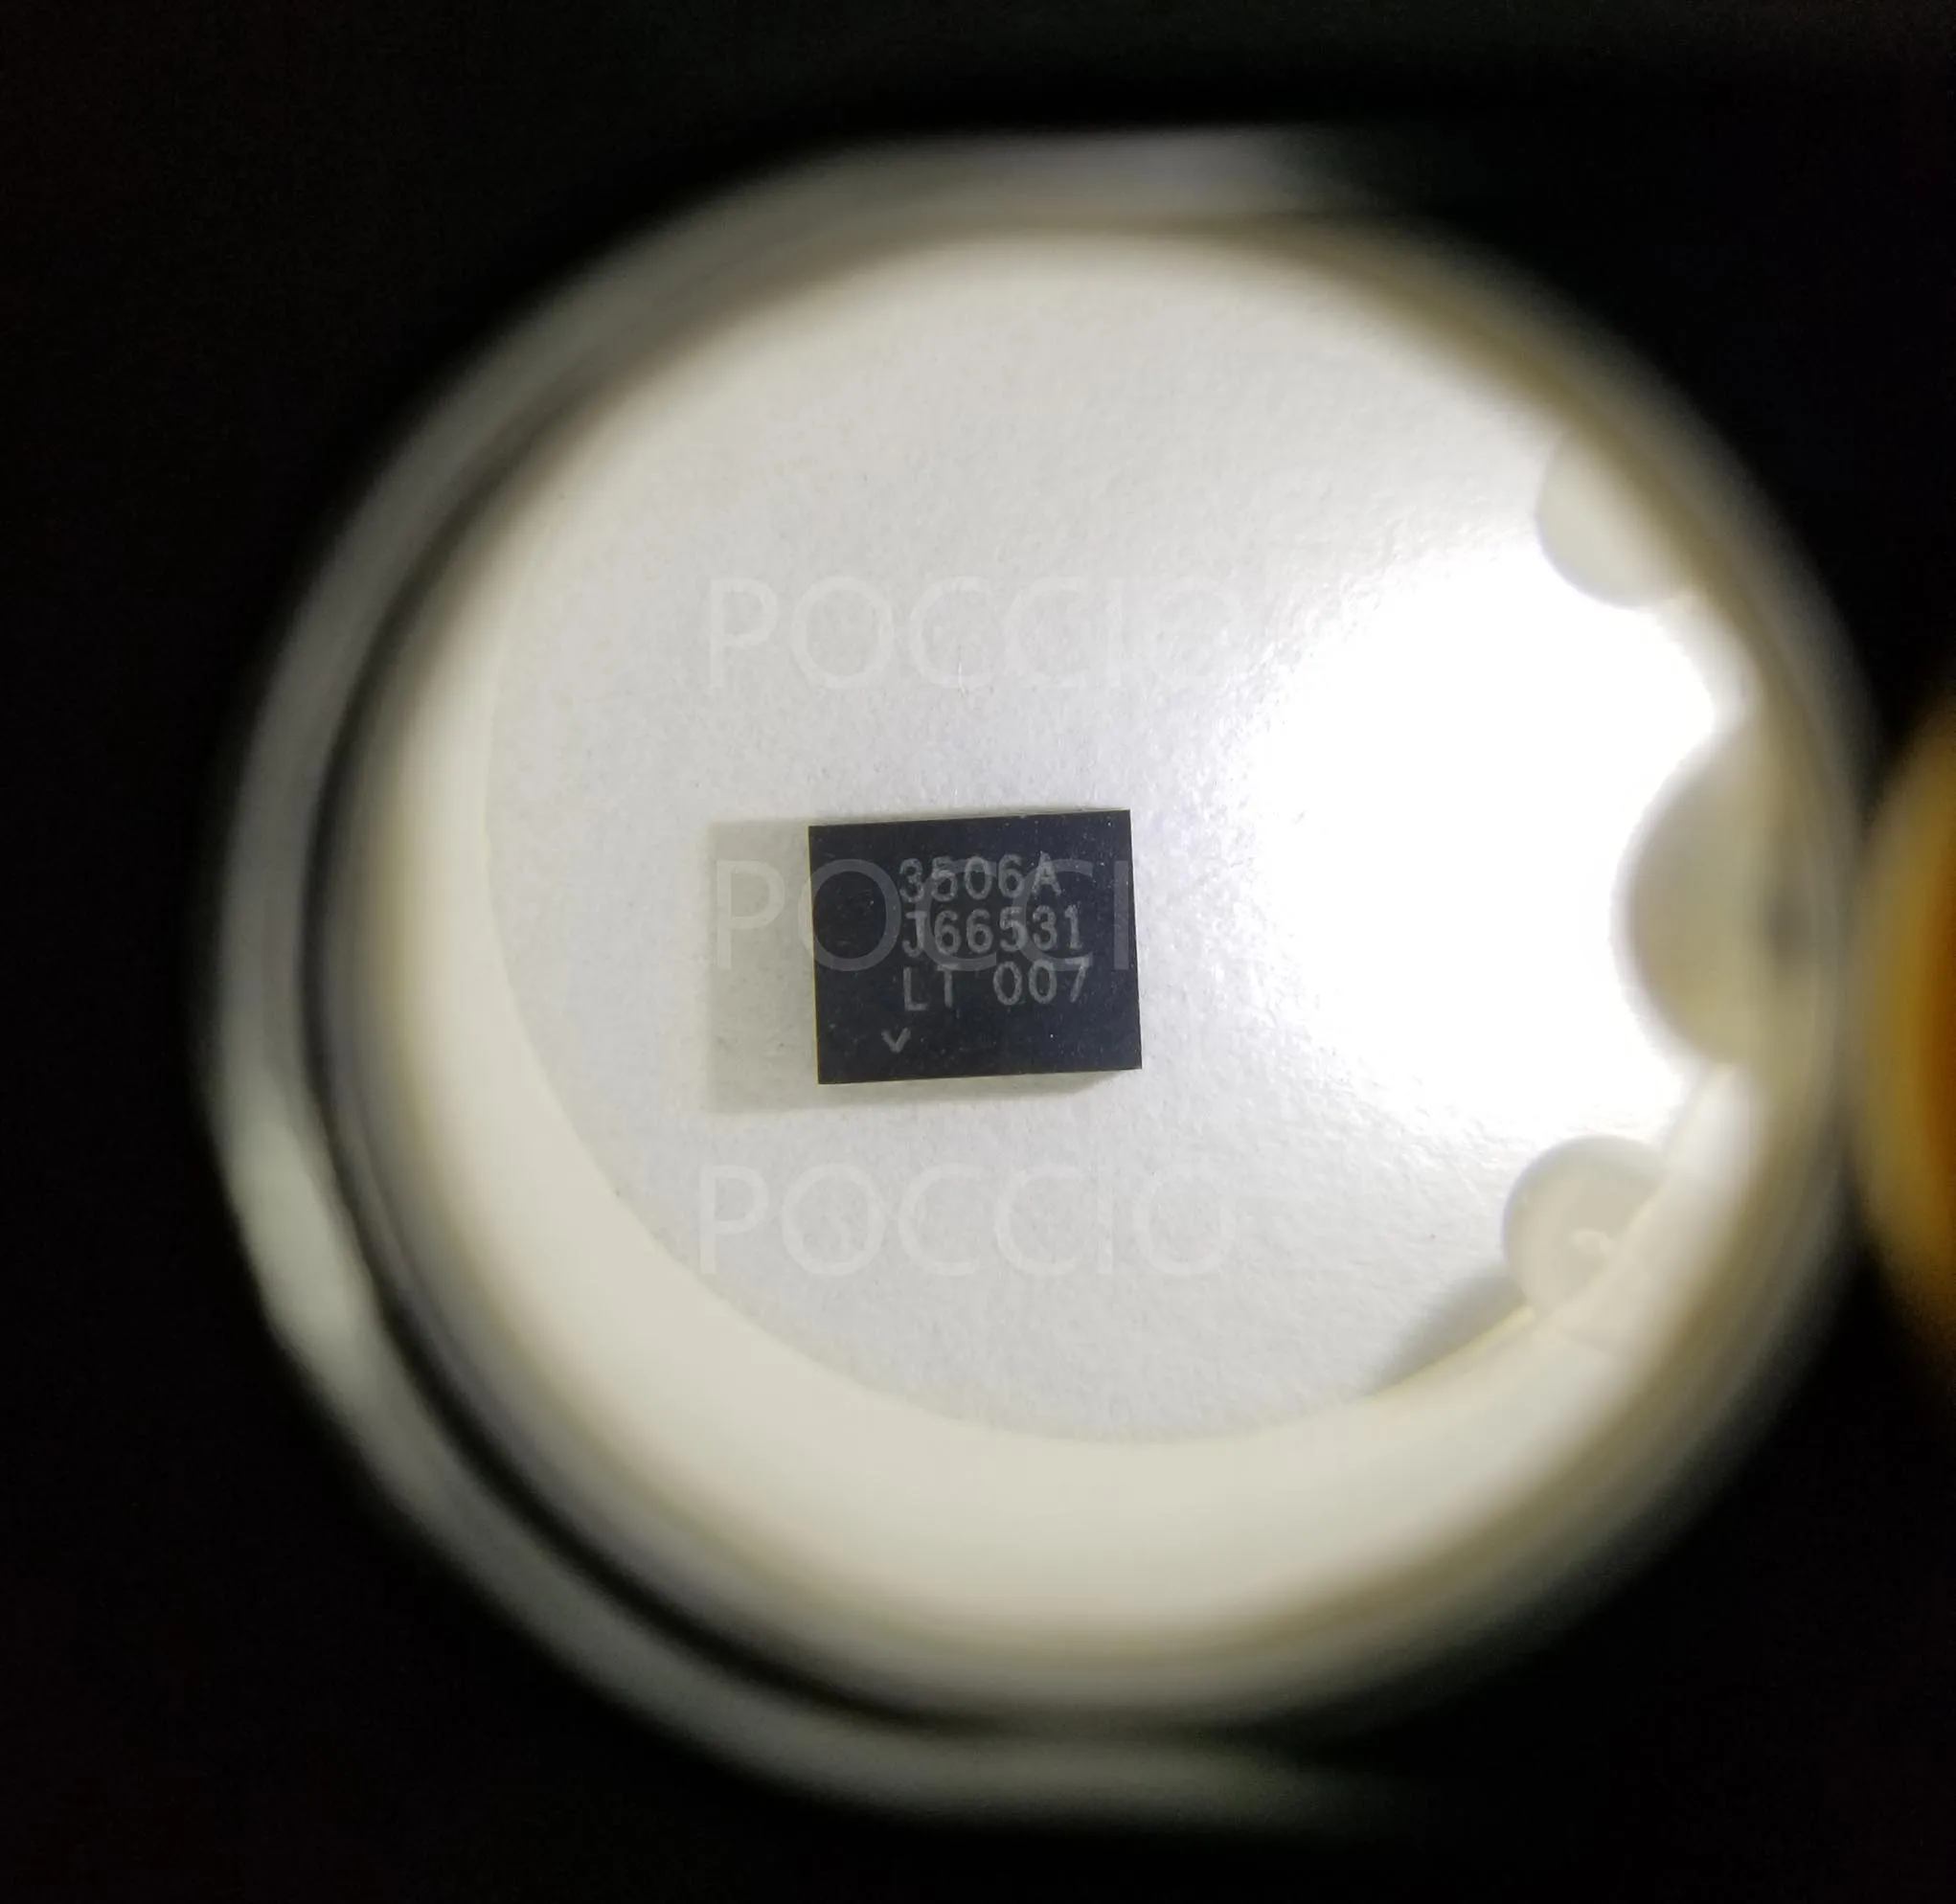 POCCIO
3506A
POCCIO
J66531
LT 007
v
POCCIO